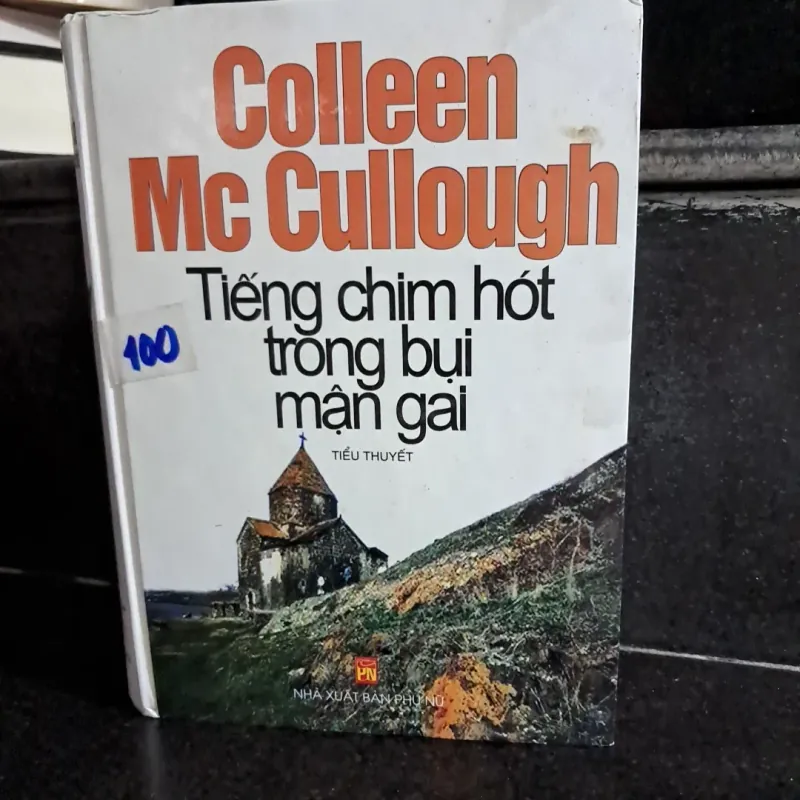 Colleen
Mc Cullough
Tiếng chim hót
trong bụi
mận gai
TIỂU THUYẾT
100
PN
NHÀ XUẤT BẢN PHỤ NỮ